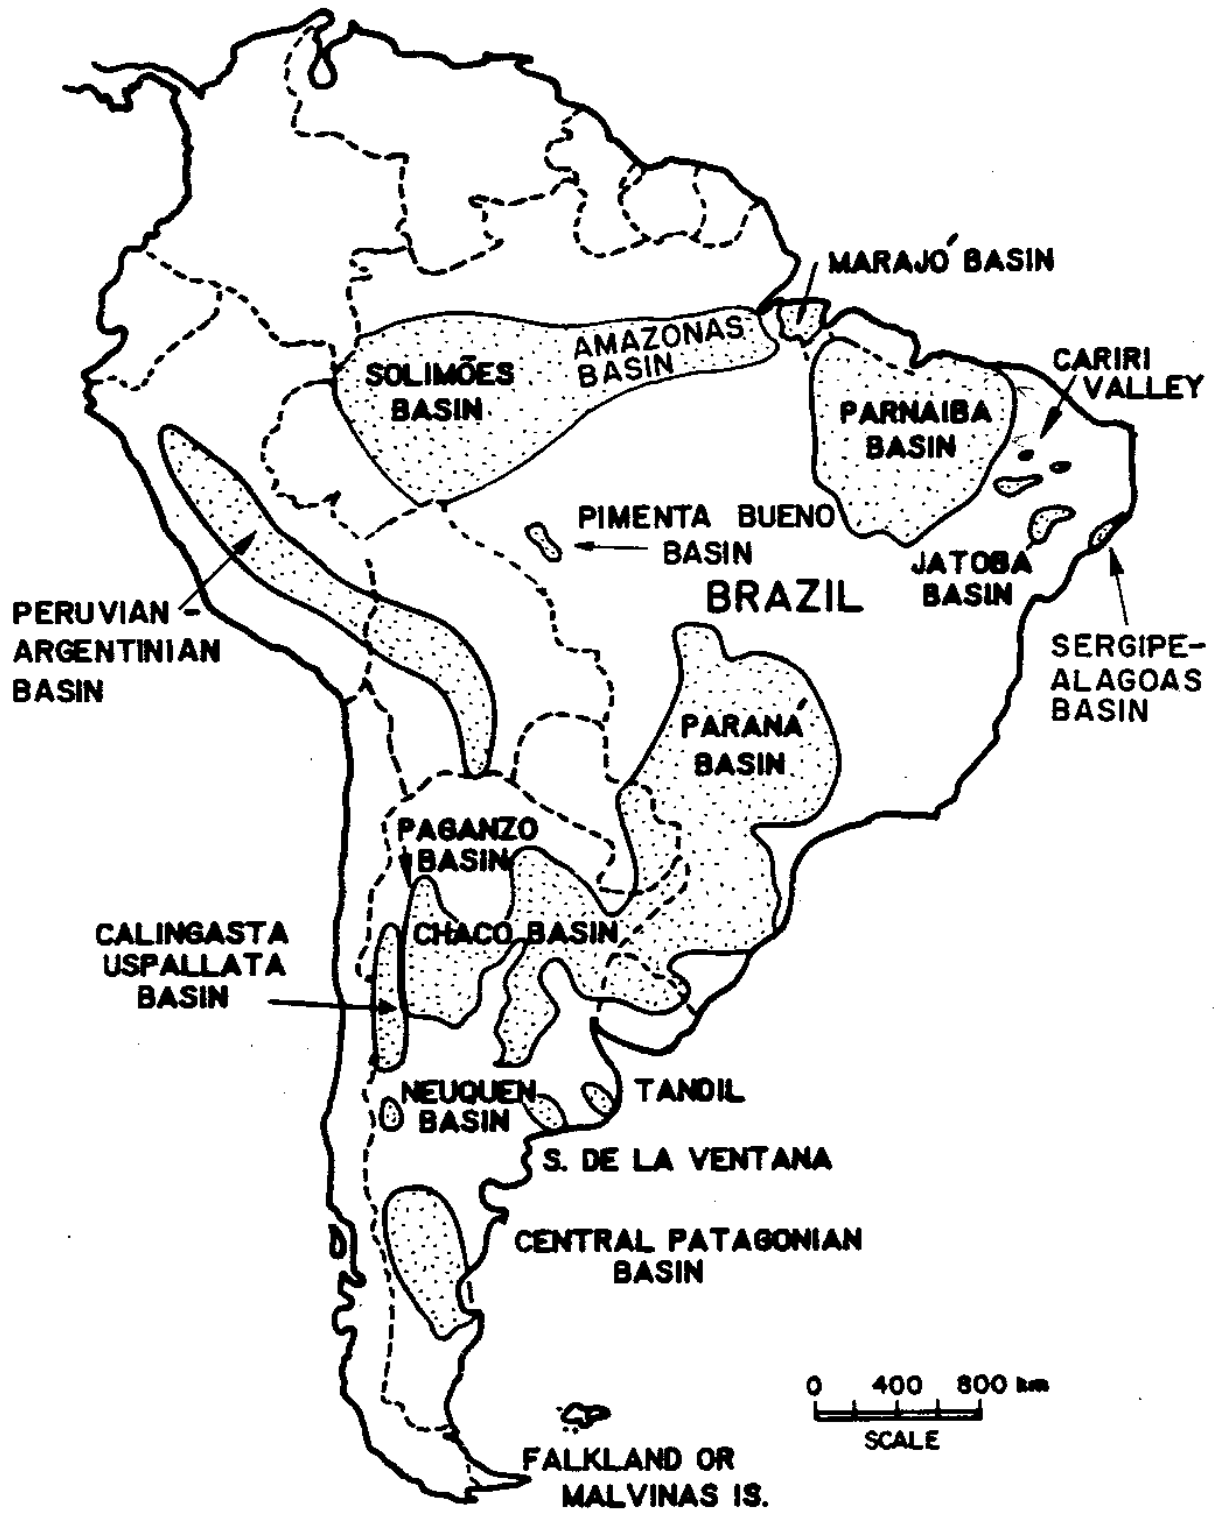 MARAJÓ BASIN
CARIRI
VALLEY
AMAZONAS
BASIN
SOLIMÕES
BASIN
PARNAIBA
BASIN
PIMENTA BUENO
BASIN
JATOBA
BASIN
BRAZIL
PERUVIAN-
ARGENTINIAN
BASIN
SERGIPE-
ALAGOAS
BASIN
PARANÁ
BASIN
PAGANZO
BASIN
CHACO BASIN
CALINGASTA
USPALLATA
BASIN
NEUQUEN
BASIN
TANDIL
S. DE LA VENTANA
CENTRAL PATAGONIAN
BASIN
0 400 800 km
SCALE
FALKLAND OR
MALVINAS IS.